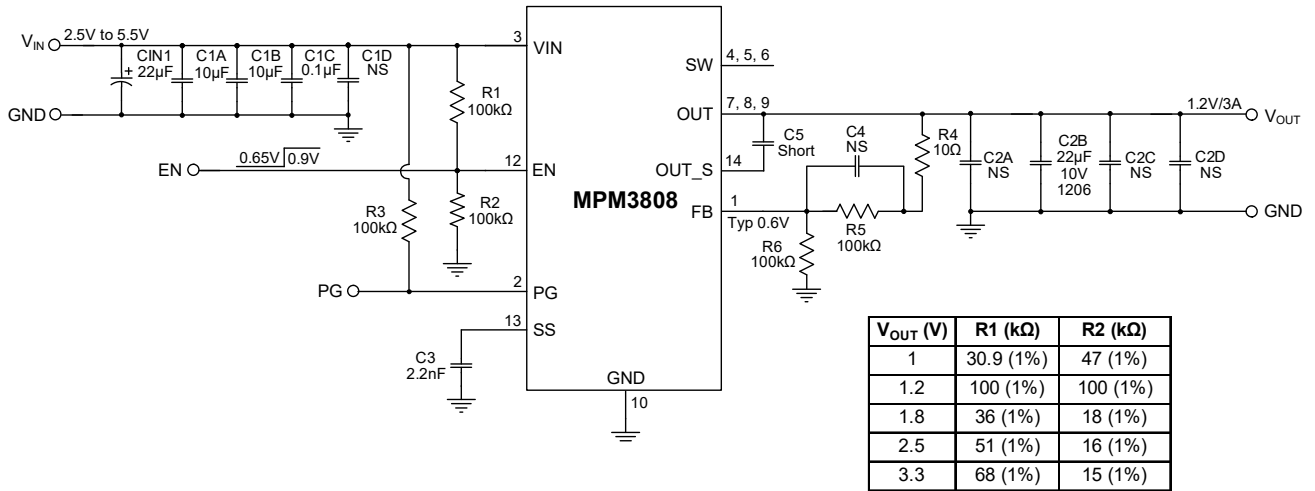 V_IN 2.5V to 5.5V
CIN1
22µF
+
C1A
10µF
C1B
10µF
C1C
0.1µF
C1D
NS
GND
R1
100kΩ
EN
0.65V
0.9V
R2
100kΩ
R3
100kΩ
PG
C3
2.2nF
3 VIN
12 EN
2 PG
13 SS
MPM3808
GND
10
SW 4, 5, 6
OUT 7, 8, 9
OUT_S 14
FB 1
Typ 0.6V
C5
Short
C4
NS
R4
10Ω
R5
100kΩ
R6
100kΩ
C2A
NS
C2B
22µF
10V
1206
C2C
NS
C2D
NS
1.2V/3A
V_OUT
GND
V_OUT (V) R1 (kΩ) R2 (kΩ)
1 30.9 (1%) 47 (1%)
1.2 100 (1%) 100 (1%)
1.8 36 (1%) 18 (1%)
2.5 51 (1%) 16 (1%)
3.3 68 (1%) 15 (1%)